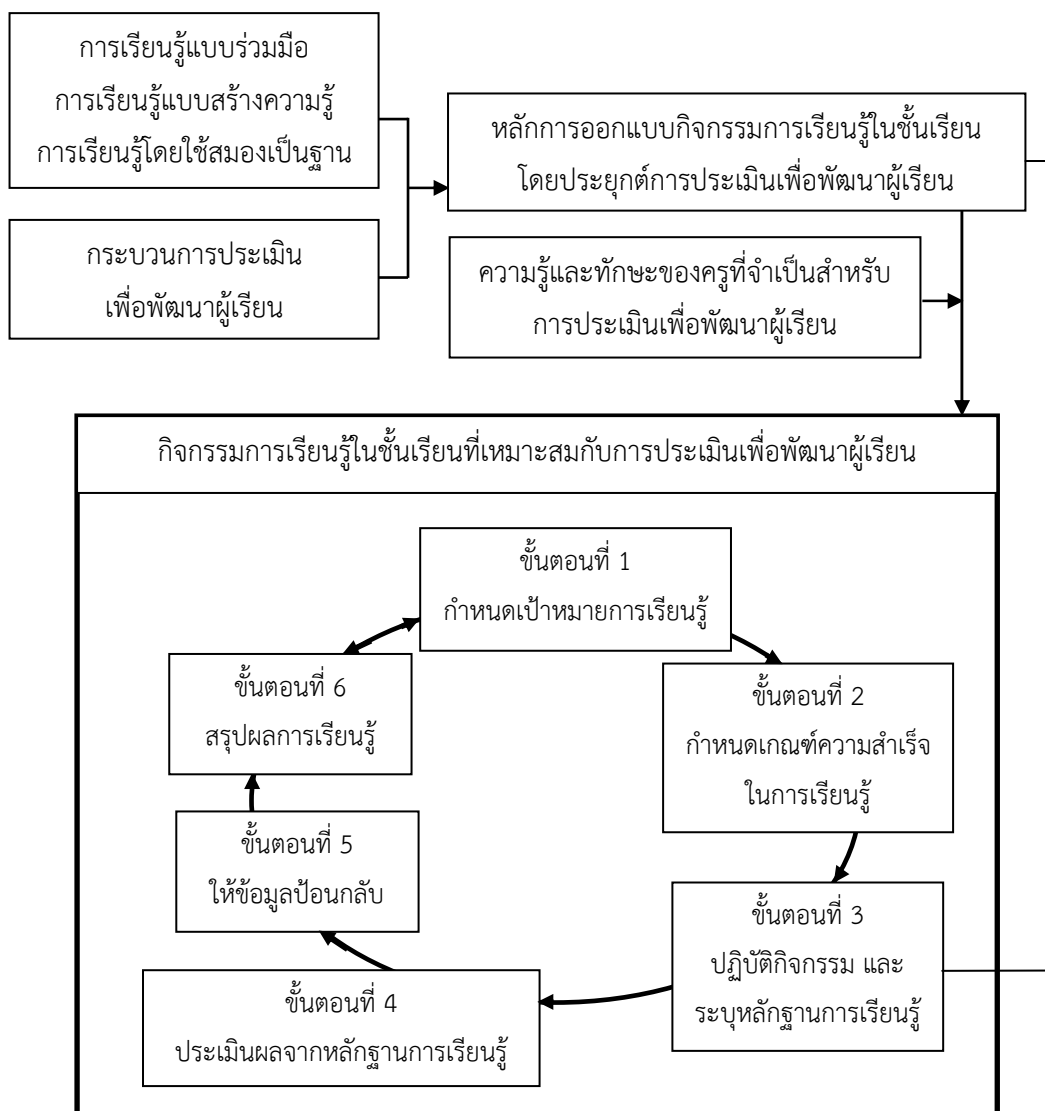 การเรียนรู้แบบร่วมมือ
การเรียนรู้แบบสร้างความรู้
การเรียนรู้โดยใช้สมองเป็นฐาน
กระบวนการประเมิน
เพื่อพัฒนาผู้เรียน
หลักการออกแบบกิจกรรมการเรียนรู้ในชั้นเรียน
โดยประยุกต์การประเมินเพื่อพัฒนาผู้เรียน
ความรู้และทักษะของครูที่จำเป็นสำหรับ
การประเมินเพื่อพัฒนาผู้เรียน
กิจกรรมการเรียนรู้ในชั้นเรียนที่เหมาะสมกับการประเมินเพื่อพัฒนาผู้เรียน
ขั้นตอนที่ 1
กำหนดเป้าหมายการเรียนรู้
ขั้นตอนที่ 2
กำหนดเกณฑ์ความสำเร็จ
ในการเรียนรู้
ขั้นตอนที่ 3
ปฏิบัติกิจกรรม และ
ระบุหลักฐานการเรียนรู้
ขั้นตอนที่ 4
ประเมินผลจากหลักฐานการเรียนรู้
ขั้นตอนที่ 5
ให้ข้อมูลป้อนกลับ
ขั้นตอนที่ 6
สรุปผลการเรียนรู้